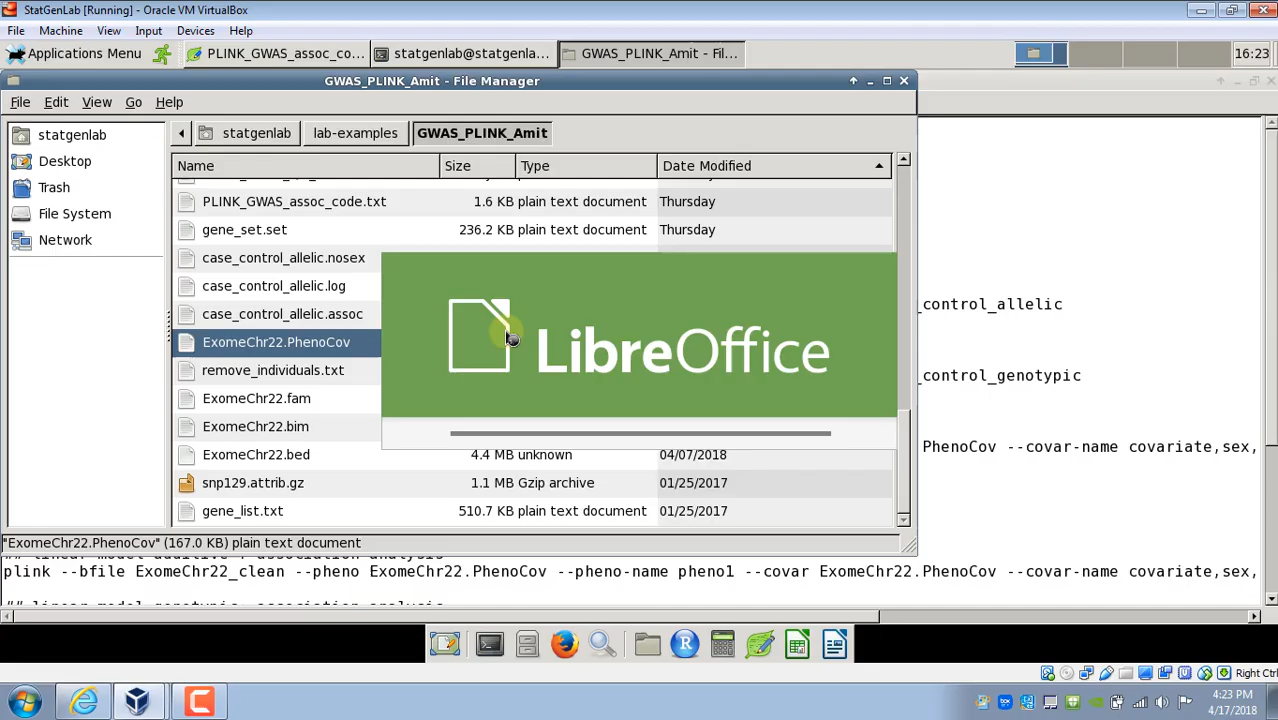 StatGenLab [Running] - Oracle VM VirtualBox
File Machine View Input Devices Help
Applications Menu PLINK_GWAS_assoc_co... statgenlab@statgenla... GWAS_PLINK_Amit - Fil... 16:23
GWAS_PLINK_Amit - File Manager
File Edit View Go Help
statgenlab lab-examples GWAS_PLINK_Amit
statgenlab
Desktop
Trash
File System
Network
Name Size Type Date Modified
PLINK_GWAS_assoc_code.txt 1.6 KB plain text document Thursday
gene_set.set 236.2 KB plain text document Thursday
case_control_allelic.nosex
case_control_allelic.log
case_control_allelic.assoc
ExomeChr22.PhenoCov
remove_individuals.txt
ExomeChr22.fam
ExomeChr22.bim
ExomeChr22.bed 4.4 MB unknown 04/07/2018
snp129.attrib.gz 1.1 MB Gzip archive 01/25/2017
gene_list.txt 510.7 KB plain text document 01/25/2017
LibreOffice
"ExomeChr22.PhenoCov" (167.0 KB) plain text document
_control_allelic
_control_genotypic
PhenoCov --covar-name covariate,sex,
plink --bfile ExomeChr22_clean --pheno ExomeChr22.PhenoCov --pheno-name pheno1 --covar ExomeChr22.PhenoCov --covar-name covariate,sex,
Right Ctrl
4:23 PM
4/17/2018